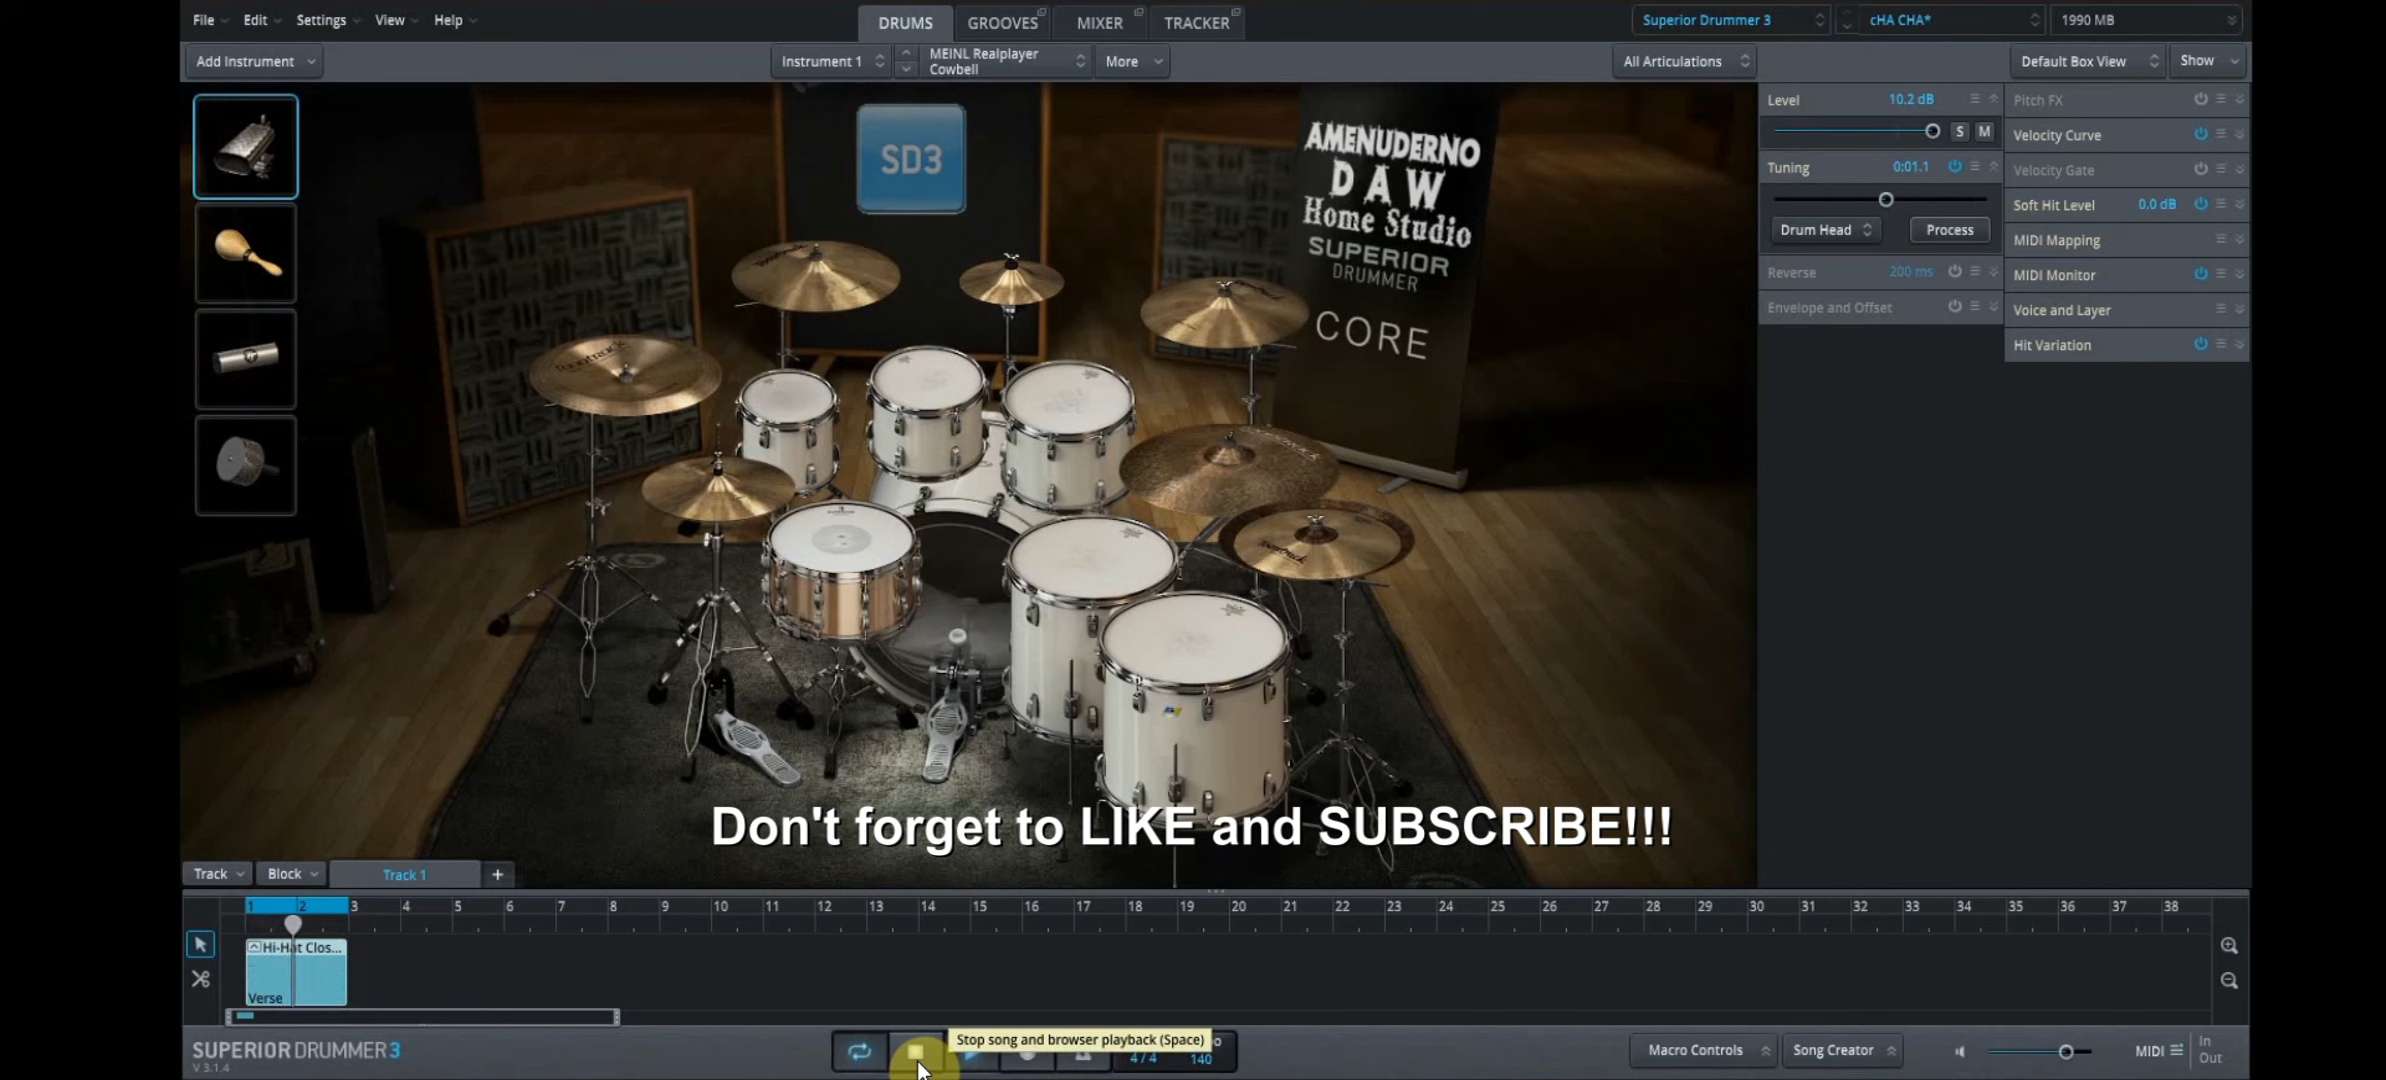 File Edit Settings View Help
DRUMS GROOVES MIXER TRACKER
Superior Drummer 3 cHA CHA* 1990 MB
Add Instrument Instrument 1 MEINL Realplayer
Cowbell
More All Articulations Default Box View Show
SD3
AMENUDERNO
DAW
Home Studio
SUPERIOR
DRUMMER
CORE
Level 10.2 dB
S M
Tuning 0:01.1
Drum Head Process
Reverse 200 ms
Envelope and Offset
Pitch FX
Velocity Curve
Velocity Gate
Soft Hit Level 0.0 dB
MIDI Mapping
MIDI Monitor
Voice and Layer
Hit Variation
Don't forget to LIKE and SUBSCRIBE!!!
Track Block Track 1 +
1 2 3 4 5 6 7 8 9 10 11 12 13 14 15 16 17 18 19 20 21 22 23 24 25 26 27 28 29 30 31 32 33 34 35 36 37 38
Hi-Hat Clos...
Verse
Stop song and browser playback (Space)
4/4 140
SUPERIOR DRUMMER 3
V 3.1.4
Macro Controls Song Creator MIDI In
Out